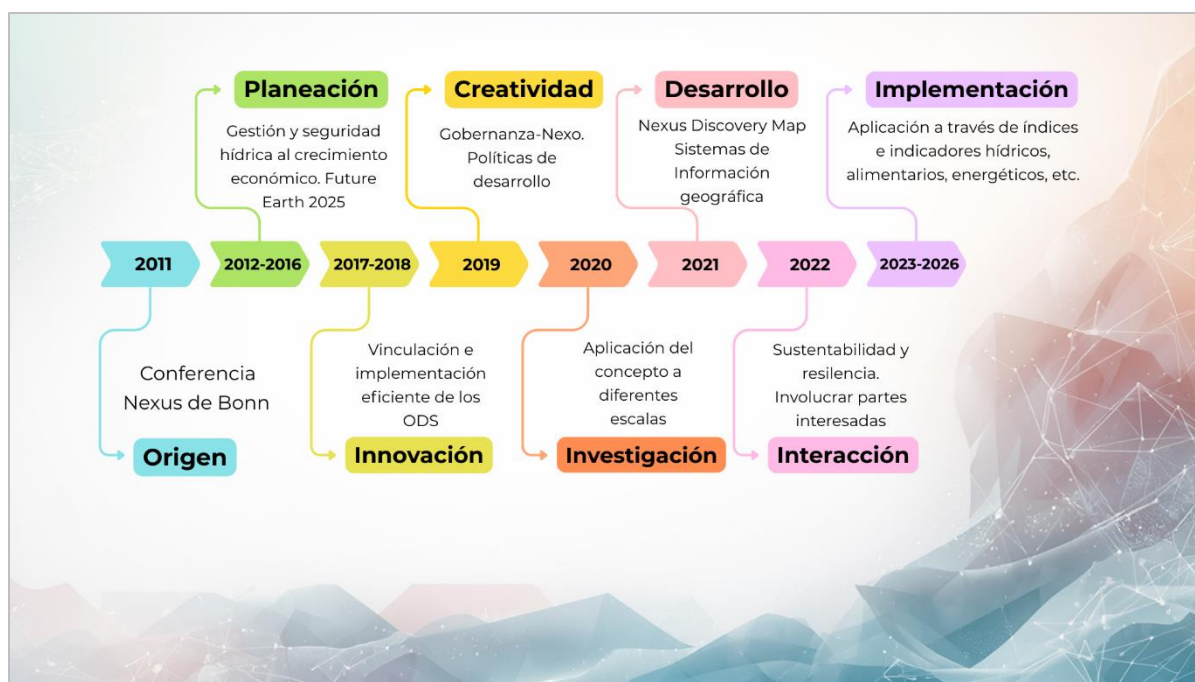 Planeación
Gestión y seguridad
hídrica al crecimiento
económico. Future
Earth 2025
Creatividad
Gobernanza-Nexo.
Políticas de
desarrollo
Desarrollo
Nexus Discovery Map
Sistemas de
Información
geográfica
Implementación
Aplicación a través de índices
e indicadores hídricos,
alimentarios, energéticos, etc.
2011
2012-2016
2017-2018
2019
2020
2021
2022
2023-2026
Conferencia
Nexus de Bonn
Origen
Vinculación e
implementación
eficiente de los
ODS
Innovación
Aplicación del
concepto a
diferentes
escalas
Investigación
Sustentabilidad y
resilencia.
Involucrar partes
interesadas
Interacción